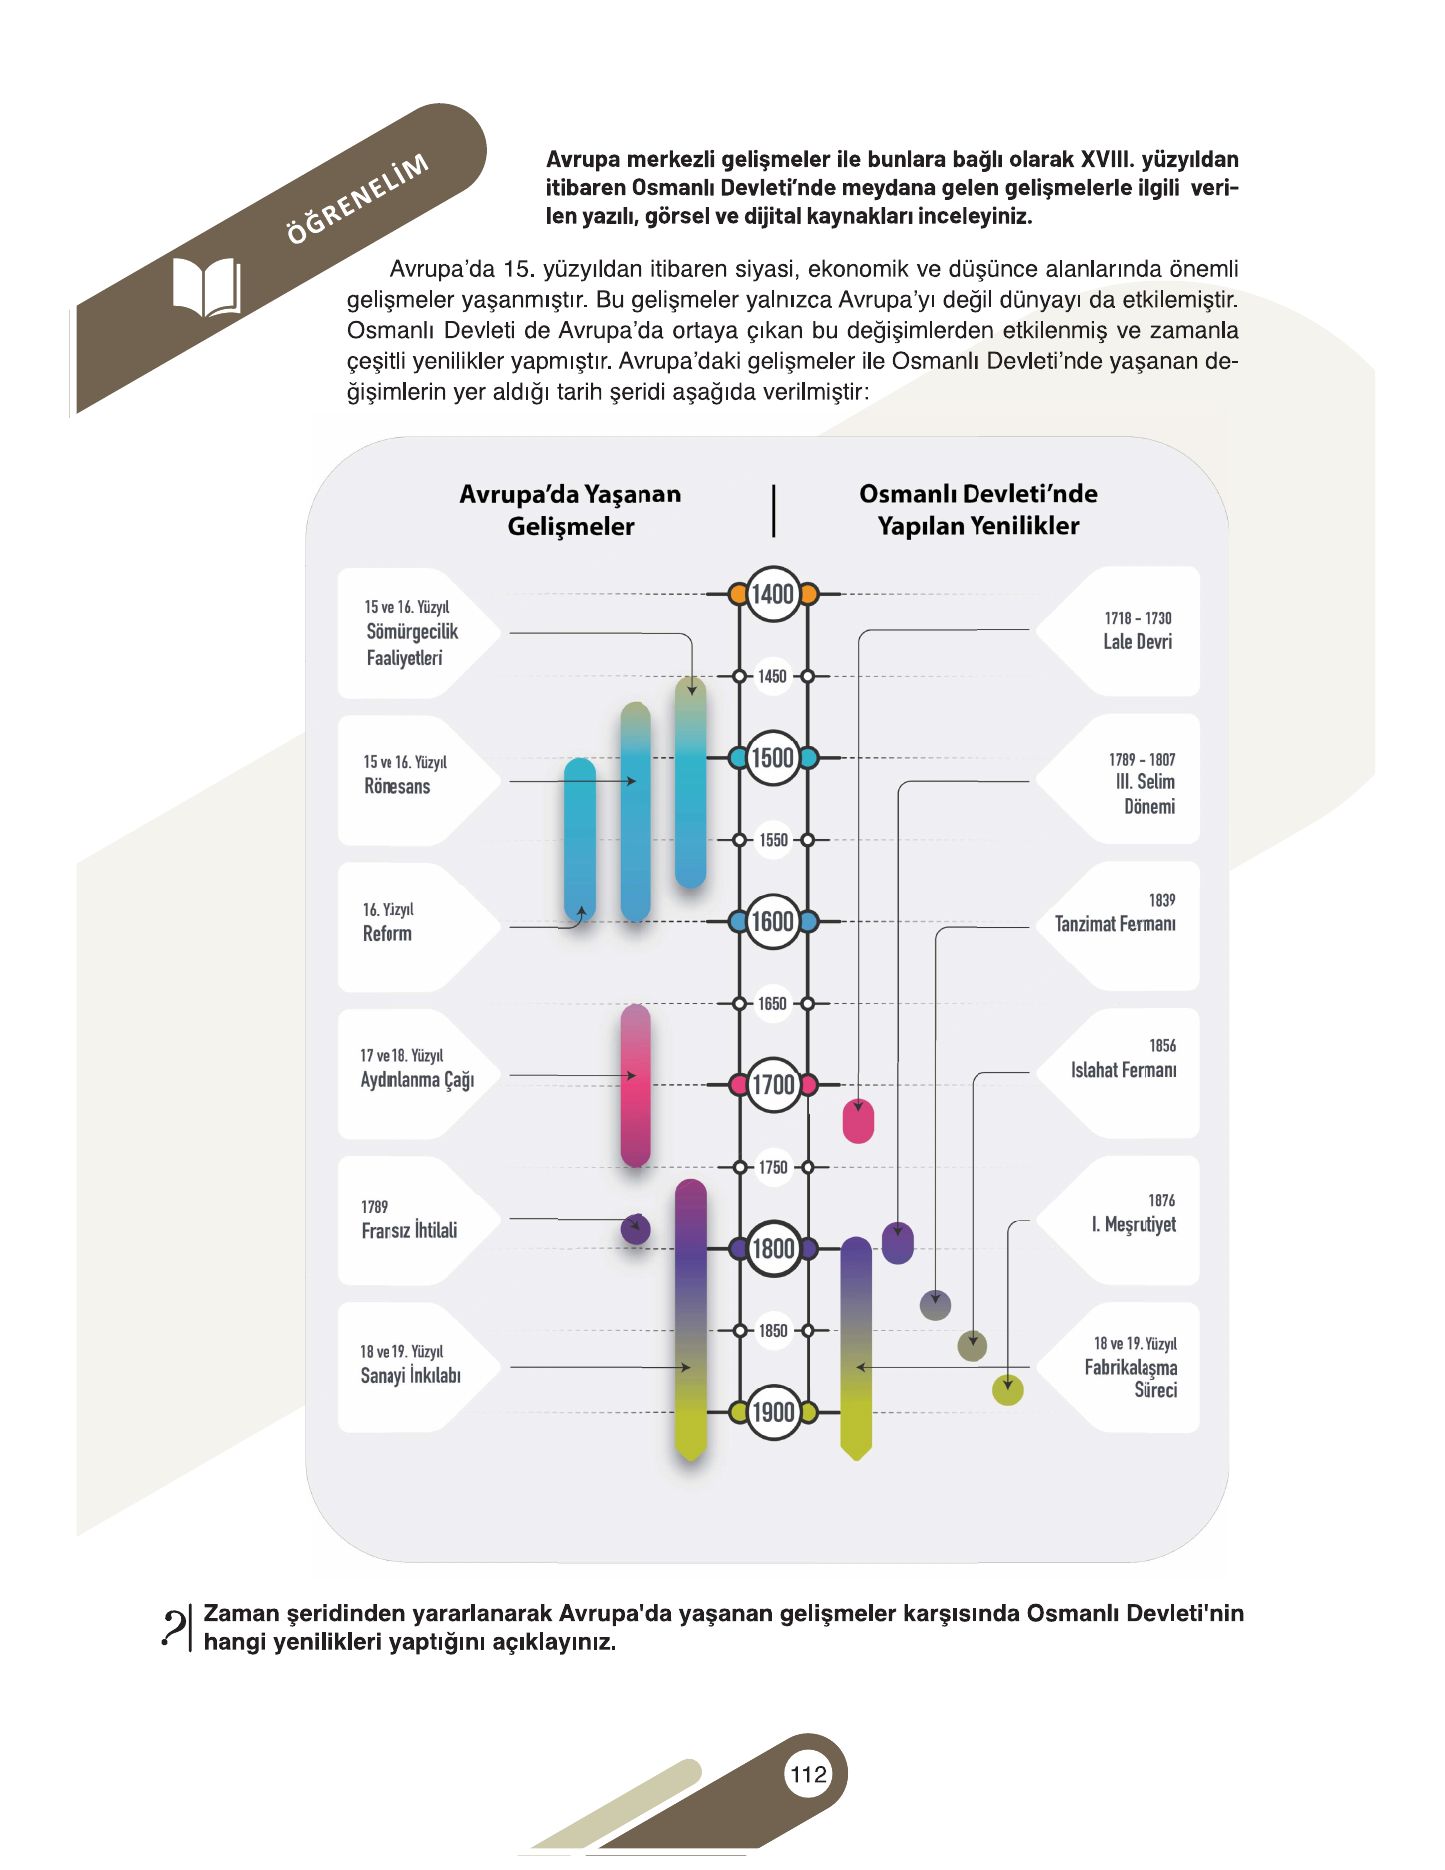 ÖĞRENELİM
Avrupa merkezli gelişmeler ile bunlara bağlı olarak XVIII. yüzyıldan
itibaren Osmanlı Devleti'nde meydana gelen gelişmelerle ilgili veri-
len yazılı, görsel ve dijital kaynakları inceleyiniz.
Avrupa'da 15. yüzyıldan itibaren siyasi, ekonomik ve düşünce alanlarında önemli
gelişmeler yaşanmıştır. Bu gelişmeler yalnızca Avrupa'yı değil dünyayı da etkilemiştir.
Osmanlı Devleti de Avrupa'da ortaya çıkan bu değişimlerden etkilenmiş ve zamanla
çeşitli yenilikler yapmıştır. Avrupa'daki gelişmeler ile Osmanlı Devleti'nde yaşanan de-
ğişimlerin yer aldığı tarih şeridi aşağıda verilmiştir:
Avrupa'da Yaşanan
Gelişmeler
Osmanlı Devleti'nde
Yapılan Yenilikler
15 ve 16. Yüzyıl
Sömürgecilik
Faaliyetleri
15 ve 16. Yüzyıl
Rönesans
16. Yüzyıl
Reform
17 ve 18. Yüzyıl
Aydınlanma Çağı
1789
Fransız İhtilali
18 ve 19. Yüzyıl
Sanayi İnkılabı
1400
1450
1500
1550
1600
1650
1700
1750
1800
1850
1900
1718 - 1730
Lale Devri
1789 - 1807
III. Selim
Dönemi
1839
Tanzimat Fermanı
1856
Islahat Fermanı
1876
I. Meşrutiyet
18 ve 19. Yüzyıl
Fabrikalaşma
Süreci
?
Zaman şeridinden yararlanarak Avrupa'da yaşanan gelişmeler karşısında Osmanlı Devleti'nin
hangi yenilikleri yaptığını açıklayınız.
112